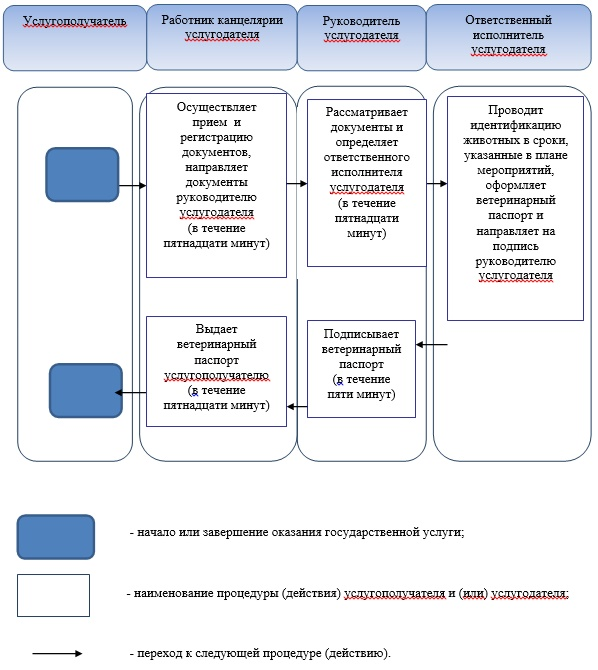 Услугополучатель
Работник канцелярии
услугодателя
Руководитель
услугодателя
Ответственный
исполнитель
услугодателя
Осуществляет
прием и
регистрацию
документов,
направляет
документы
руководителю
услугодателя
(в течение
пятнадцати минут)
Рассматривает
документы и
определяет
ответственного
исполнителя
услугодателя
(в течение
пятнадцати
минут)
Проводит
идентификацию
животных в сроки,
указанные в плане
мероприятий,
оформляет
ветеринарный
паспорт и
направляет на
подпись
руководителю
услугодателя
Выдает
ветеринарный
паспорт
услугополучателю
(в течение
пятнадцати минут)
Подписывает
ветеринарный
паспорт
(в течение
пяти минут)
- начало или завершение оказания государственной услуги;
- наименование процедуры (действия) услугополучателя и (или) услугодателя;
- переход к следующей процедуре (действию).